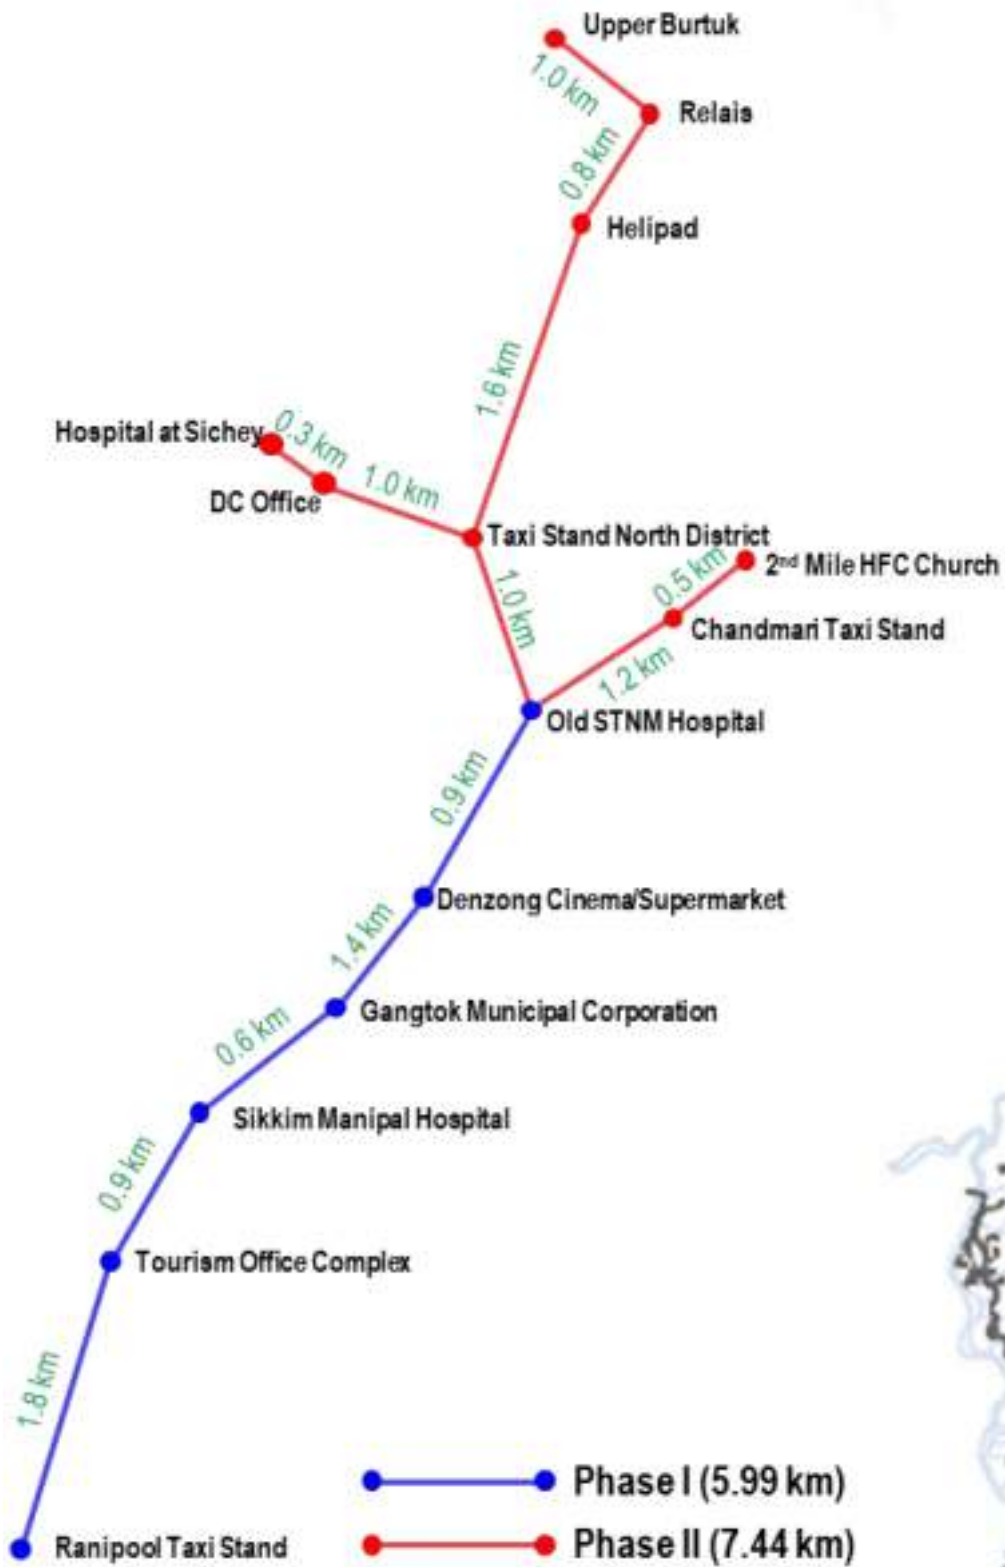 Upper Burtuk
1.0 km
Relais
0.8 km
Helipad
1.6 km
Hospital at Sichey
0.3 km
DC Office
1.0 km
Taxi Stand North District
2nd Mile HFC Church
0.5 km
Chandmari Taxi Stand
1.0 km
1.2 km
Old STNM Hospital
0.9 km
Denzong Cinema/Supermarket
1.4 km
Gangtok Municipal Corporation
0.6 km
Sikkim Manipal Hospital
0.9 km
Tourism Office Complex
1.8 km
Ranipool Taxi Stand
Phase I (5.99 km)
Phase II (7.44 km)